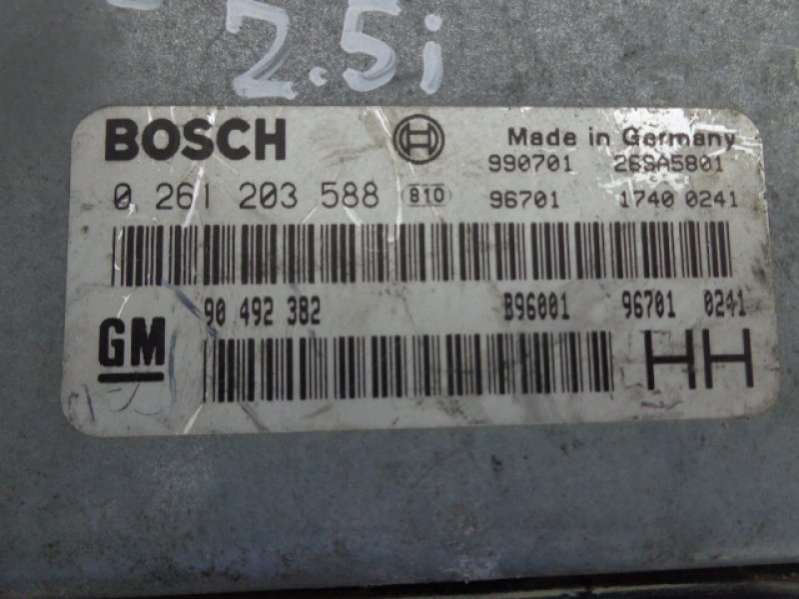 2.5i
BOSCH Made in Germany
990701 26SA5801
0 261 203 588 810 96701 1740 0241
90 492 382 B96001 96701 0241
GM HH